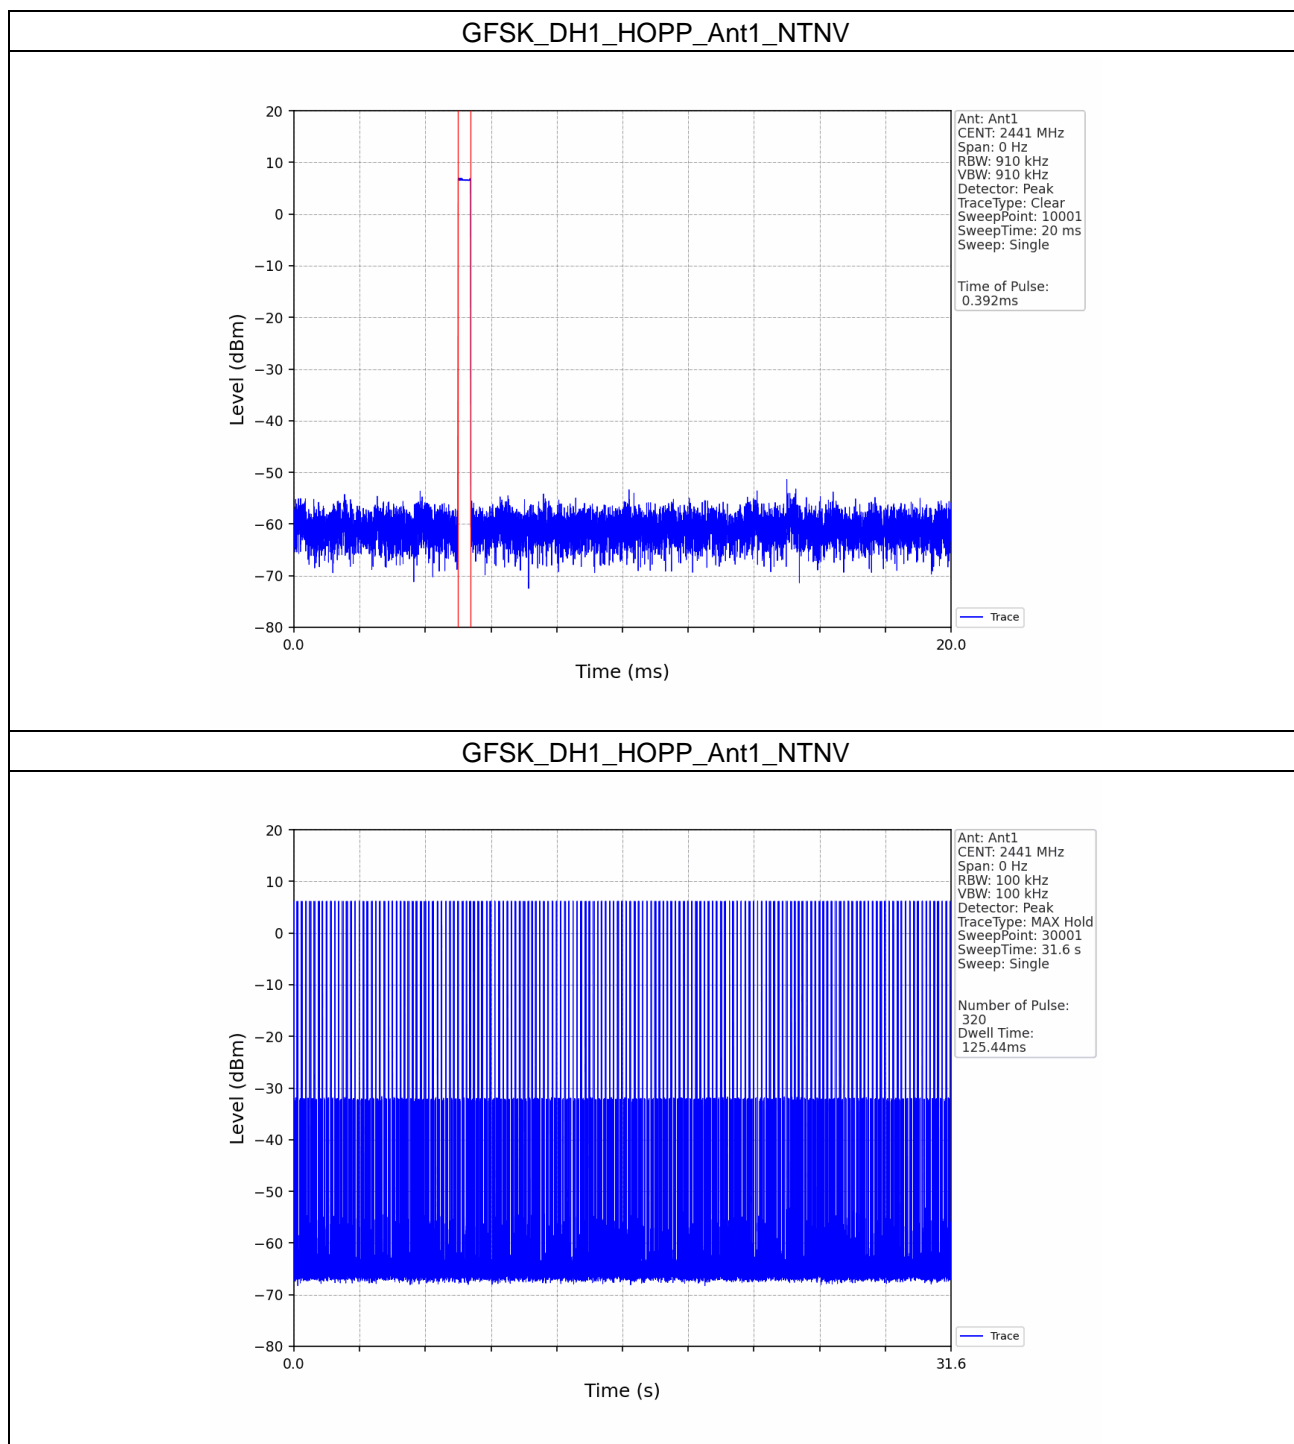 GFSK_DH1_HOPP_Ant1_NTNV
20
10
0
−10
−20
−30
−40
−50
−60
−70
−80
Level (dBm)
0.0
20.0
Time (ms)
Ant: Ant1
CENT: 2441 MHz
Span: 0 Hz
RBW: 910 kHz
VBW: 910 kHz
Detector: Peak
TraceType: Clear
SweepPoint: 10001
SweepTime: 20 ms
Sweep: Single
Time of Pulse:
0.392ms
Trace
GFSK_DH1_HOPP_Ant1_NTNV
20
10
0
−10
−20
−30
−40
−50
−60
−70
−80
Level (dBm)
0.0
31.6
Time (s)
Ant: Ant1
CENT: 2441 MHz
Span: 0 Hz
RBW: 100 kHz
VBW: 100 kHz
Detector: Peak
TraceType: MAX Hold
SweepPoint: 30001
SweepTime: 31.6 s
Sweep: Single
Number of Pulse:
320
Dwell Time:
125.44ms
Trace